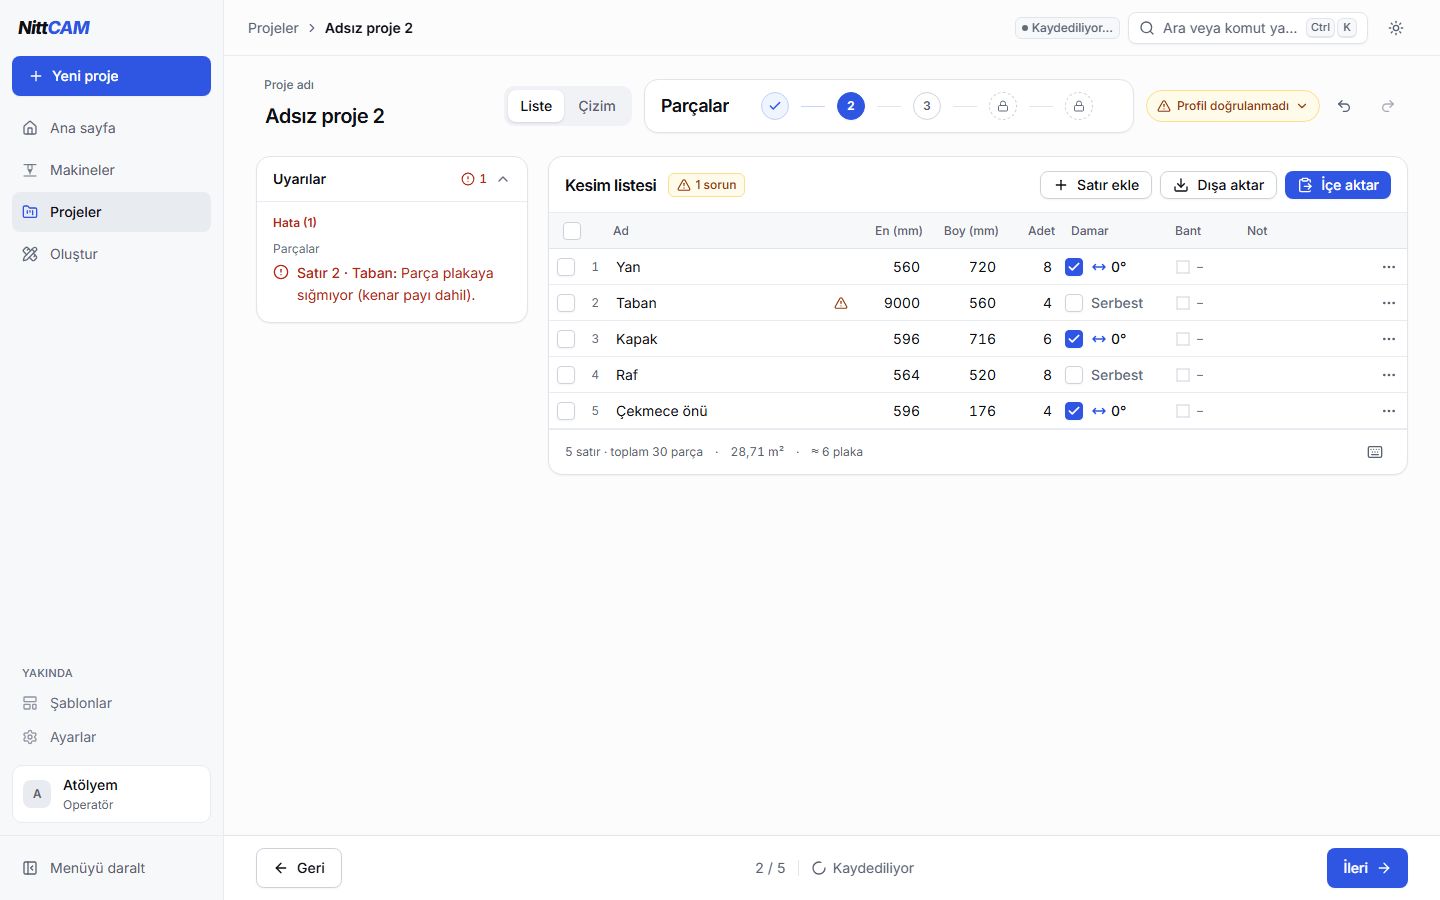 NittCAM
Yeni proje
Ana sayfa
Makineler
Projeler
Oluştur
YAKINDA
Şablonlar
Ayarlar
A
Atölyem
Operatör
Menüyü daralt
Projeler > Adsız proje 2
Kaydediliyor...
Ara veya komut ya... Ctrl K
Proje adı
Adsız proje 2
Liste Çizim
Parçalar 2 3
Profil doğrulanmadı
Uyarılar 1
Hata (1)
Parçalar
Satır 2 · Taban: Parça plakaya
sığmıyor (kenar payı dahil).
Kesim listesi 1 sorun Satır ekle Dışa aktar İçe aktar
Ad En (mm) Boy (mm) Adet Damar Bant Not
1 Yan 560 720 8 ↔ 0° – ...
2 Taban 9000 560 4 Serbest – ...
3 Kapak 596 716 6 ↔ 0° – ...
4 Raf 564 520 8 Serbest – ...
5 Çekmece önü 596 176 4 ↔ 0° – ...
5 satır · toplam 30 parça · 28,71 m² · ≈ 6 plaka
← Geri
2 / 5 Kaydediliyor
İleri →